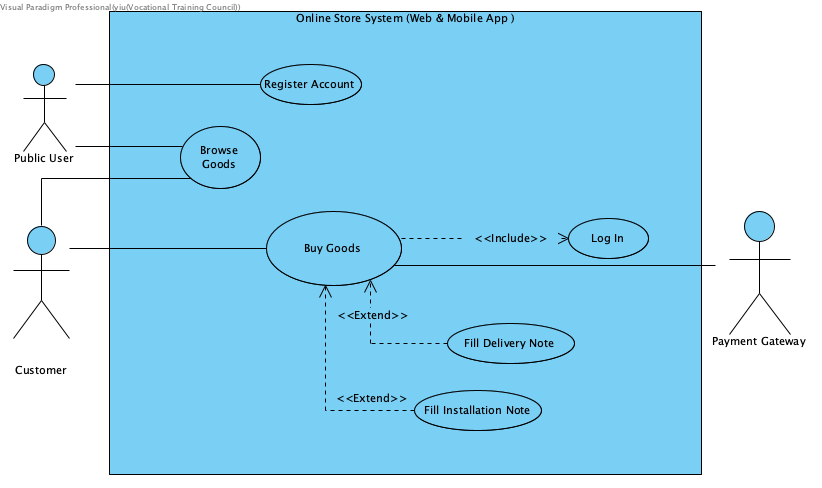 Visual Paradigm Professional(yiu(Vocational Training Council))
Online Store System (Web & Mobile App )
Register Account
Public User
Browse
Goods
Buy Goods
<<Include>>
Log In
<<Extend>>
Payment Gateway
Fill Delivery Note
Customer
<<Extend>>
Fill Installation Note